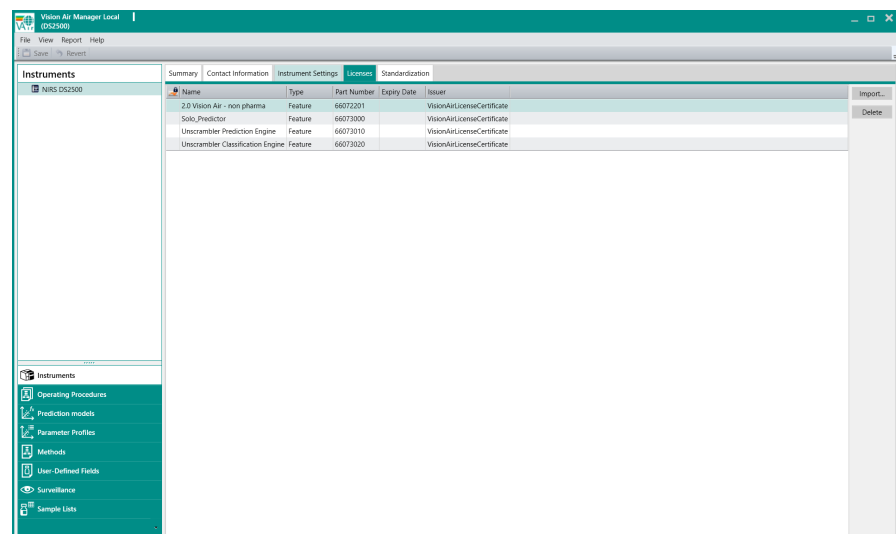 Vision Air Manager Local
(DS2500)
File View Report Help
Save Revert
Instruments
NIRS DS2500
Summary Contact Information Instrument Settings Licenses Standardization
Name Type Part Number Expiry Date Issuer
2.0 Vision Air - non pharma Feature 66072201 VisionAirLicenseCertificate
Solo_Predictor Feature 66073000 VisionAirLicenseCertificate
Unscrambler Prediction Engine Feature 66073010 VisionAirLicenseCertificate
Unscrambler Classification Engine Feature 66073020 VisionAirLicenseCertificate
Import...
Delete
Instruments
Operating Procedures
Prediction models
Parameter Profiles
Methods
User-Defined Fields
Surveillance
Sample Lists